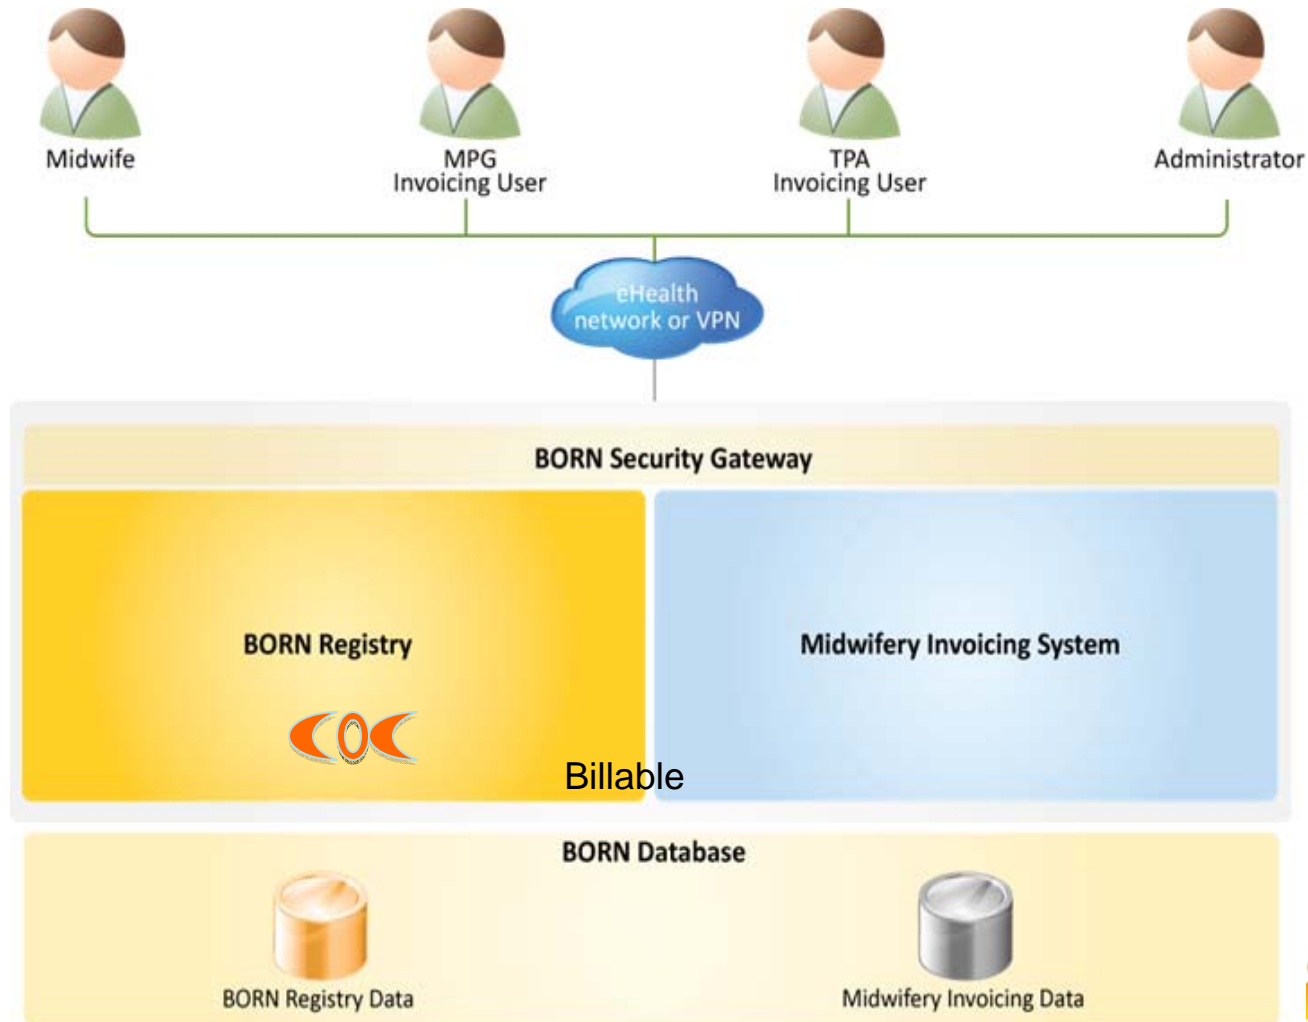 Midwife
MPG
Invoicing User
TPA
Invoicing User
Administrator
eHealth
network or VPN
BORN Security Gateway
BORN Registry
Midwifery Invoicing System
COC
Billable
BORN Database
BORN Registry Data
Midwifery Invoicing Data